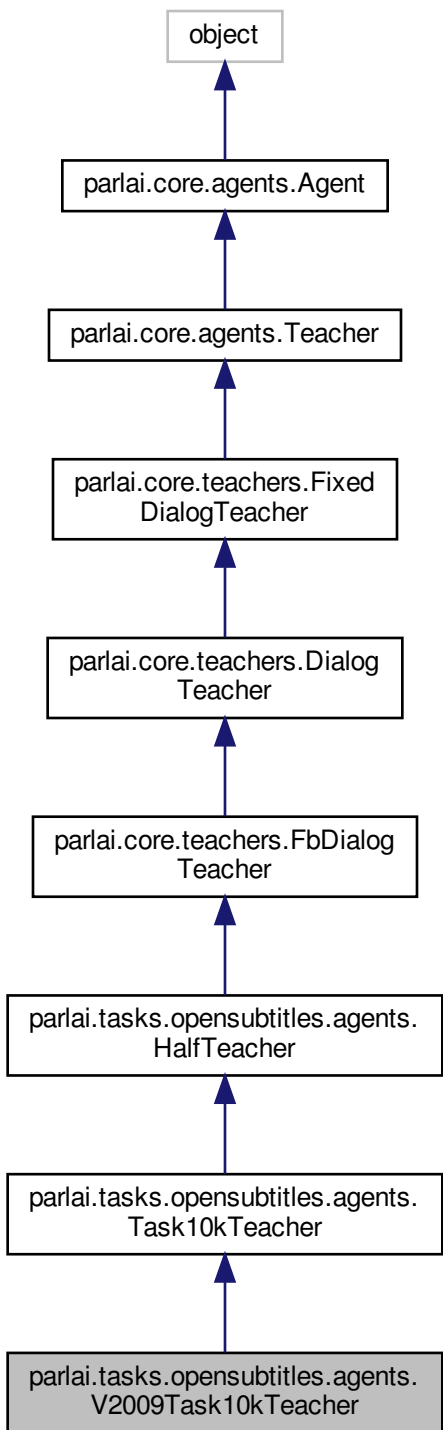 object
parlai.core.agents.Agent
parlai.core.agents.Teacher
parlai.core.teachers.Fixed
DialogTeacher
parlai.core.teachers.Dialog
Teacher
parlai.core.teachers.FbDialog
Teacher
parlai.tasks.opensubtitles.agents.
HalfTeacher
parlai.tasks.opensubtitles.agents.
Task10kTeacher
parlai.tasks.opensubtitles.agents.
V2009Task10kTeacher